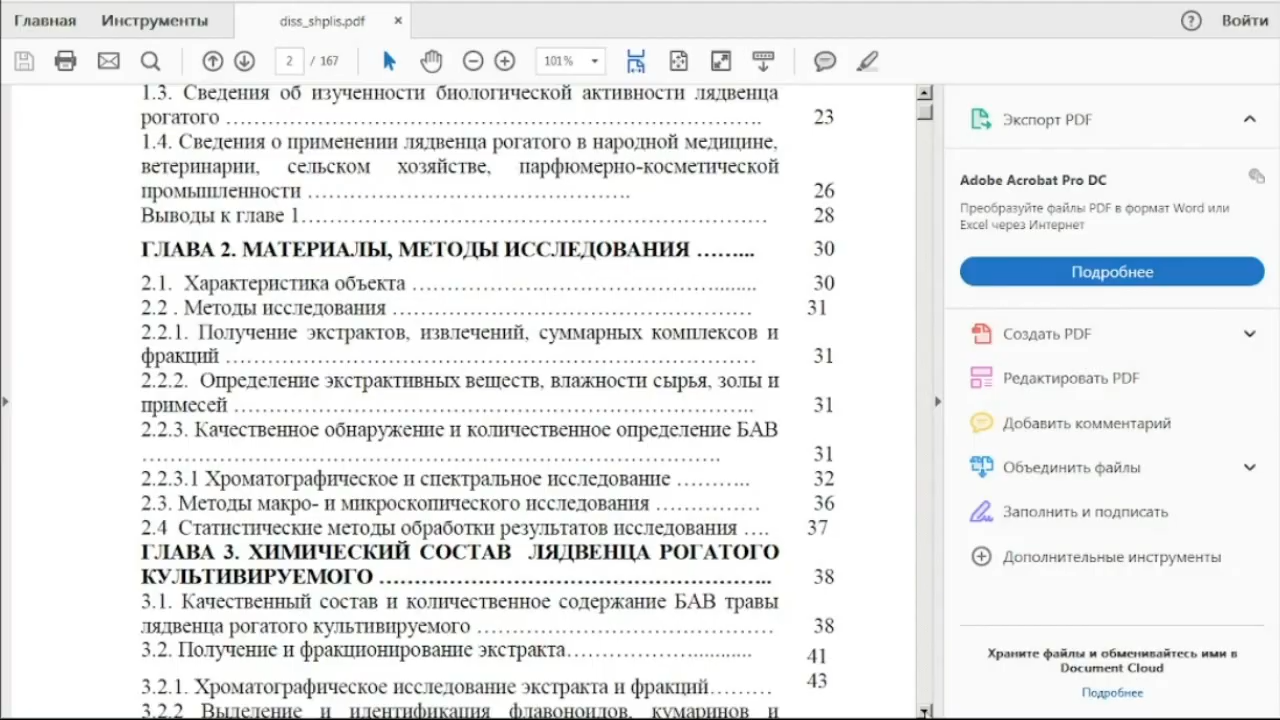 Главная Инструменты diss_shplis.pdf × ? Войти
2 / 167 101%
1.3. Сведения об изученности биологической активности лядвенца
рогатого ………………………………………………………………. 23
1.4. Сведения о применении лядвенца рогатого в народной медицине,
ветеринарии, сельском хозяйстве, парфюмерно-косметической
промышленности ………………………………………. 26
Выводы к главе 1………………………………………………………… 28
ГЛАВА 2. МАТЕРИАЛЫ, МЕТОДЫ ИССЛЕДОВАНИЯ ……... 30
2.1. Характеристика объекта ……………………………………........ 30
2.2 . Методы исследования ……………………………………………… 31
2.2.1. Получение экстрактов, извлечений, суммарных комплексов и
фракций ………………………………………………………………… 31
2.2.2. Определение экстрактивных веществ, влажности сырья, золы и
примесей ……………………………………………………………….. 31
2.2.3. Качественное обнаружение и количественное определение БАВ
………………………………………………………………………. 31
2.2.3.1 Хроматографическое и спектральное исследование ……….. 32
2.3. Методы макро- и микроскопического исследования …………… 36
2.4 Статистические методы обработки результатов исследования …. 37
ГЛАВА 3. ХИМИЧЕСКИЙ СОСТАВ ЛЯДВЕНЦА РОГАТОГО
КУЛЬТИВИРУЕМОГО ……………………………………………….. 38
3.1. Качественный состав и количественное содержание БАВ травы
лядвенца рогатого культивируемого …………………………………… 38
3.2. Получение и фракционирование экстракта……………........... 41
3.2.1. Хроматографическое исследование экстракта и фракций……… 43
3.2.2 Выделение и идентификация флавоноидов, кумаринов и
Экспорт PDF
Adobe Acrobat Pro DC
Преобразуйте файлы PDF в формат Word или
Excel через Интернет
Подробнее
Создать PDF
Редактировать PDF
Добавить комментарий
Объединить файлы
Заполнить и подписать
Дополнительные инструменты
Храните файлы и обменивайтесь ими в
Document Cloud
Подробнее